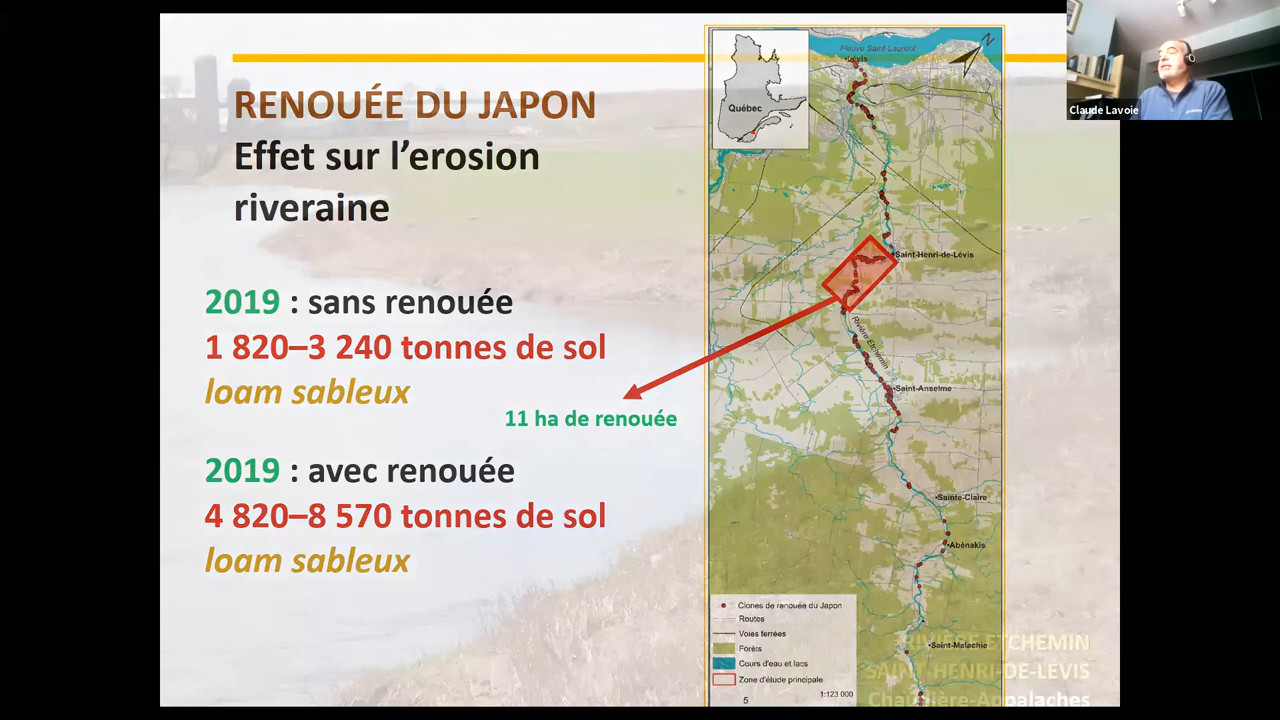 RENOUÉE DU JAPON
Effet sur l’erosion
riveraine
2019 : sans renouée
1 820–3 240 tonnes de sol
loam sableux
11 ha de renouée
2019 : avec renouée
4 820–8 570 tonnes de sol
loam sableux
Québec
Fleuve Saint-Laurent
Lévis
N
Saint-Henri-de-Lévis
Rivière Etchemin
Saint-Anselme
Sainte-Claire
Abénakis
Saint-Malachie
Clones de renouée du Japon
Routes
Voies ferrées
Forêts
Cours d'eau et lacs
Zone d'étude principale
1:123 000
5
RIVIÈRE ETCHEMIN
SAINT-HENRI-DE-LÉVIS
Chaudière-Appalaches
Claude Lavoie